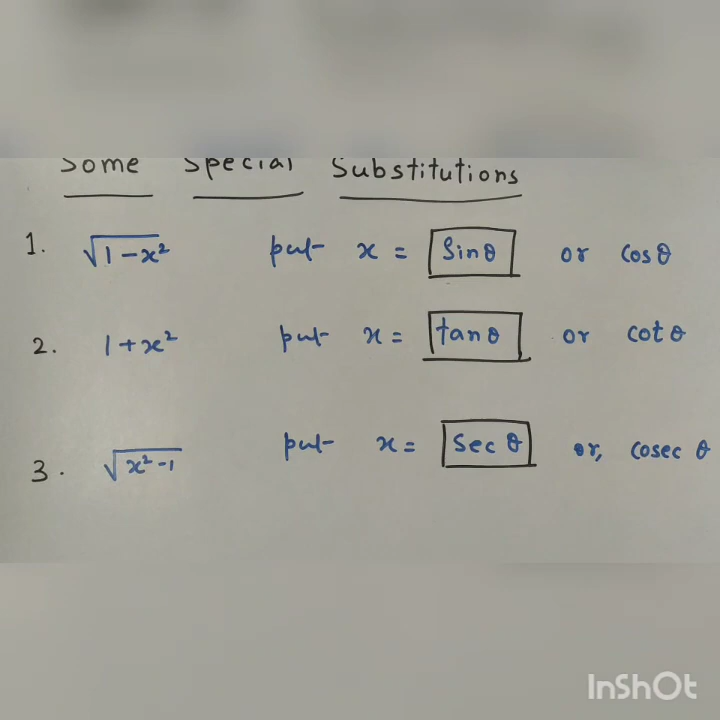 Some Special Substitutions
1. √1-x² put x = sinθ or cosθ
2. 1+x² put x = tanθ or cotθ
3. √x²-1 put x = sec θ or, cosec θ
InShOt